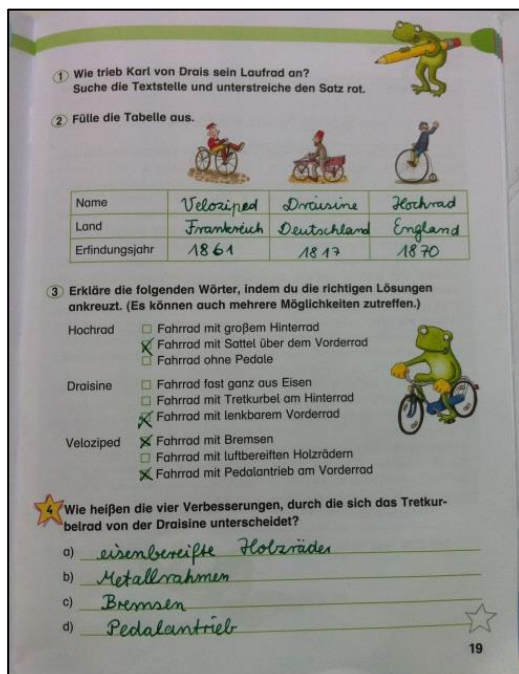 1 Wie trieb Karl von Drais sein Laufrad an?
Suche die Textstelle und unterstreiche den Satz rot.
2 Fülle die Tabelle aus.
Name Veloziped Draisine Hochrad
Land Frankreich Deutschland England
Erfindungsjahr 1861 1817 1870
3 Erkläre die folgenden Wörter, indem du die richtigen Lösungen
ankreuzt. (Es können auch mehrere Möglichkeiten zutreffen.)
Hochrad Fahrrad mit großem Hinterrad
Fahrrad mit Sattel über dem Vorderrad
Fahrrad ohne Pedale
Draisine Fahrrad fast ganz aus Eisen
Fahrrad mit Tretkurbel am Hinterrad
Fahrrad mit lenkbarem Vorderrad
Veloziped Fahrrad mit Bremsen
Fahrrad mit luftbereiften Holzrädern
Fahrrad mit Pedalantrieb am Vorderrad
4 Wie heißen die vier Verbesserungen, durch die sich das Tretkur-
belrad von der Draisine unterscheidet?
a) eisenbereifte Holzräder
b) Metallrahmen
c) Bremsen
d) Pedalantrieb
19